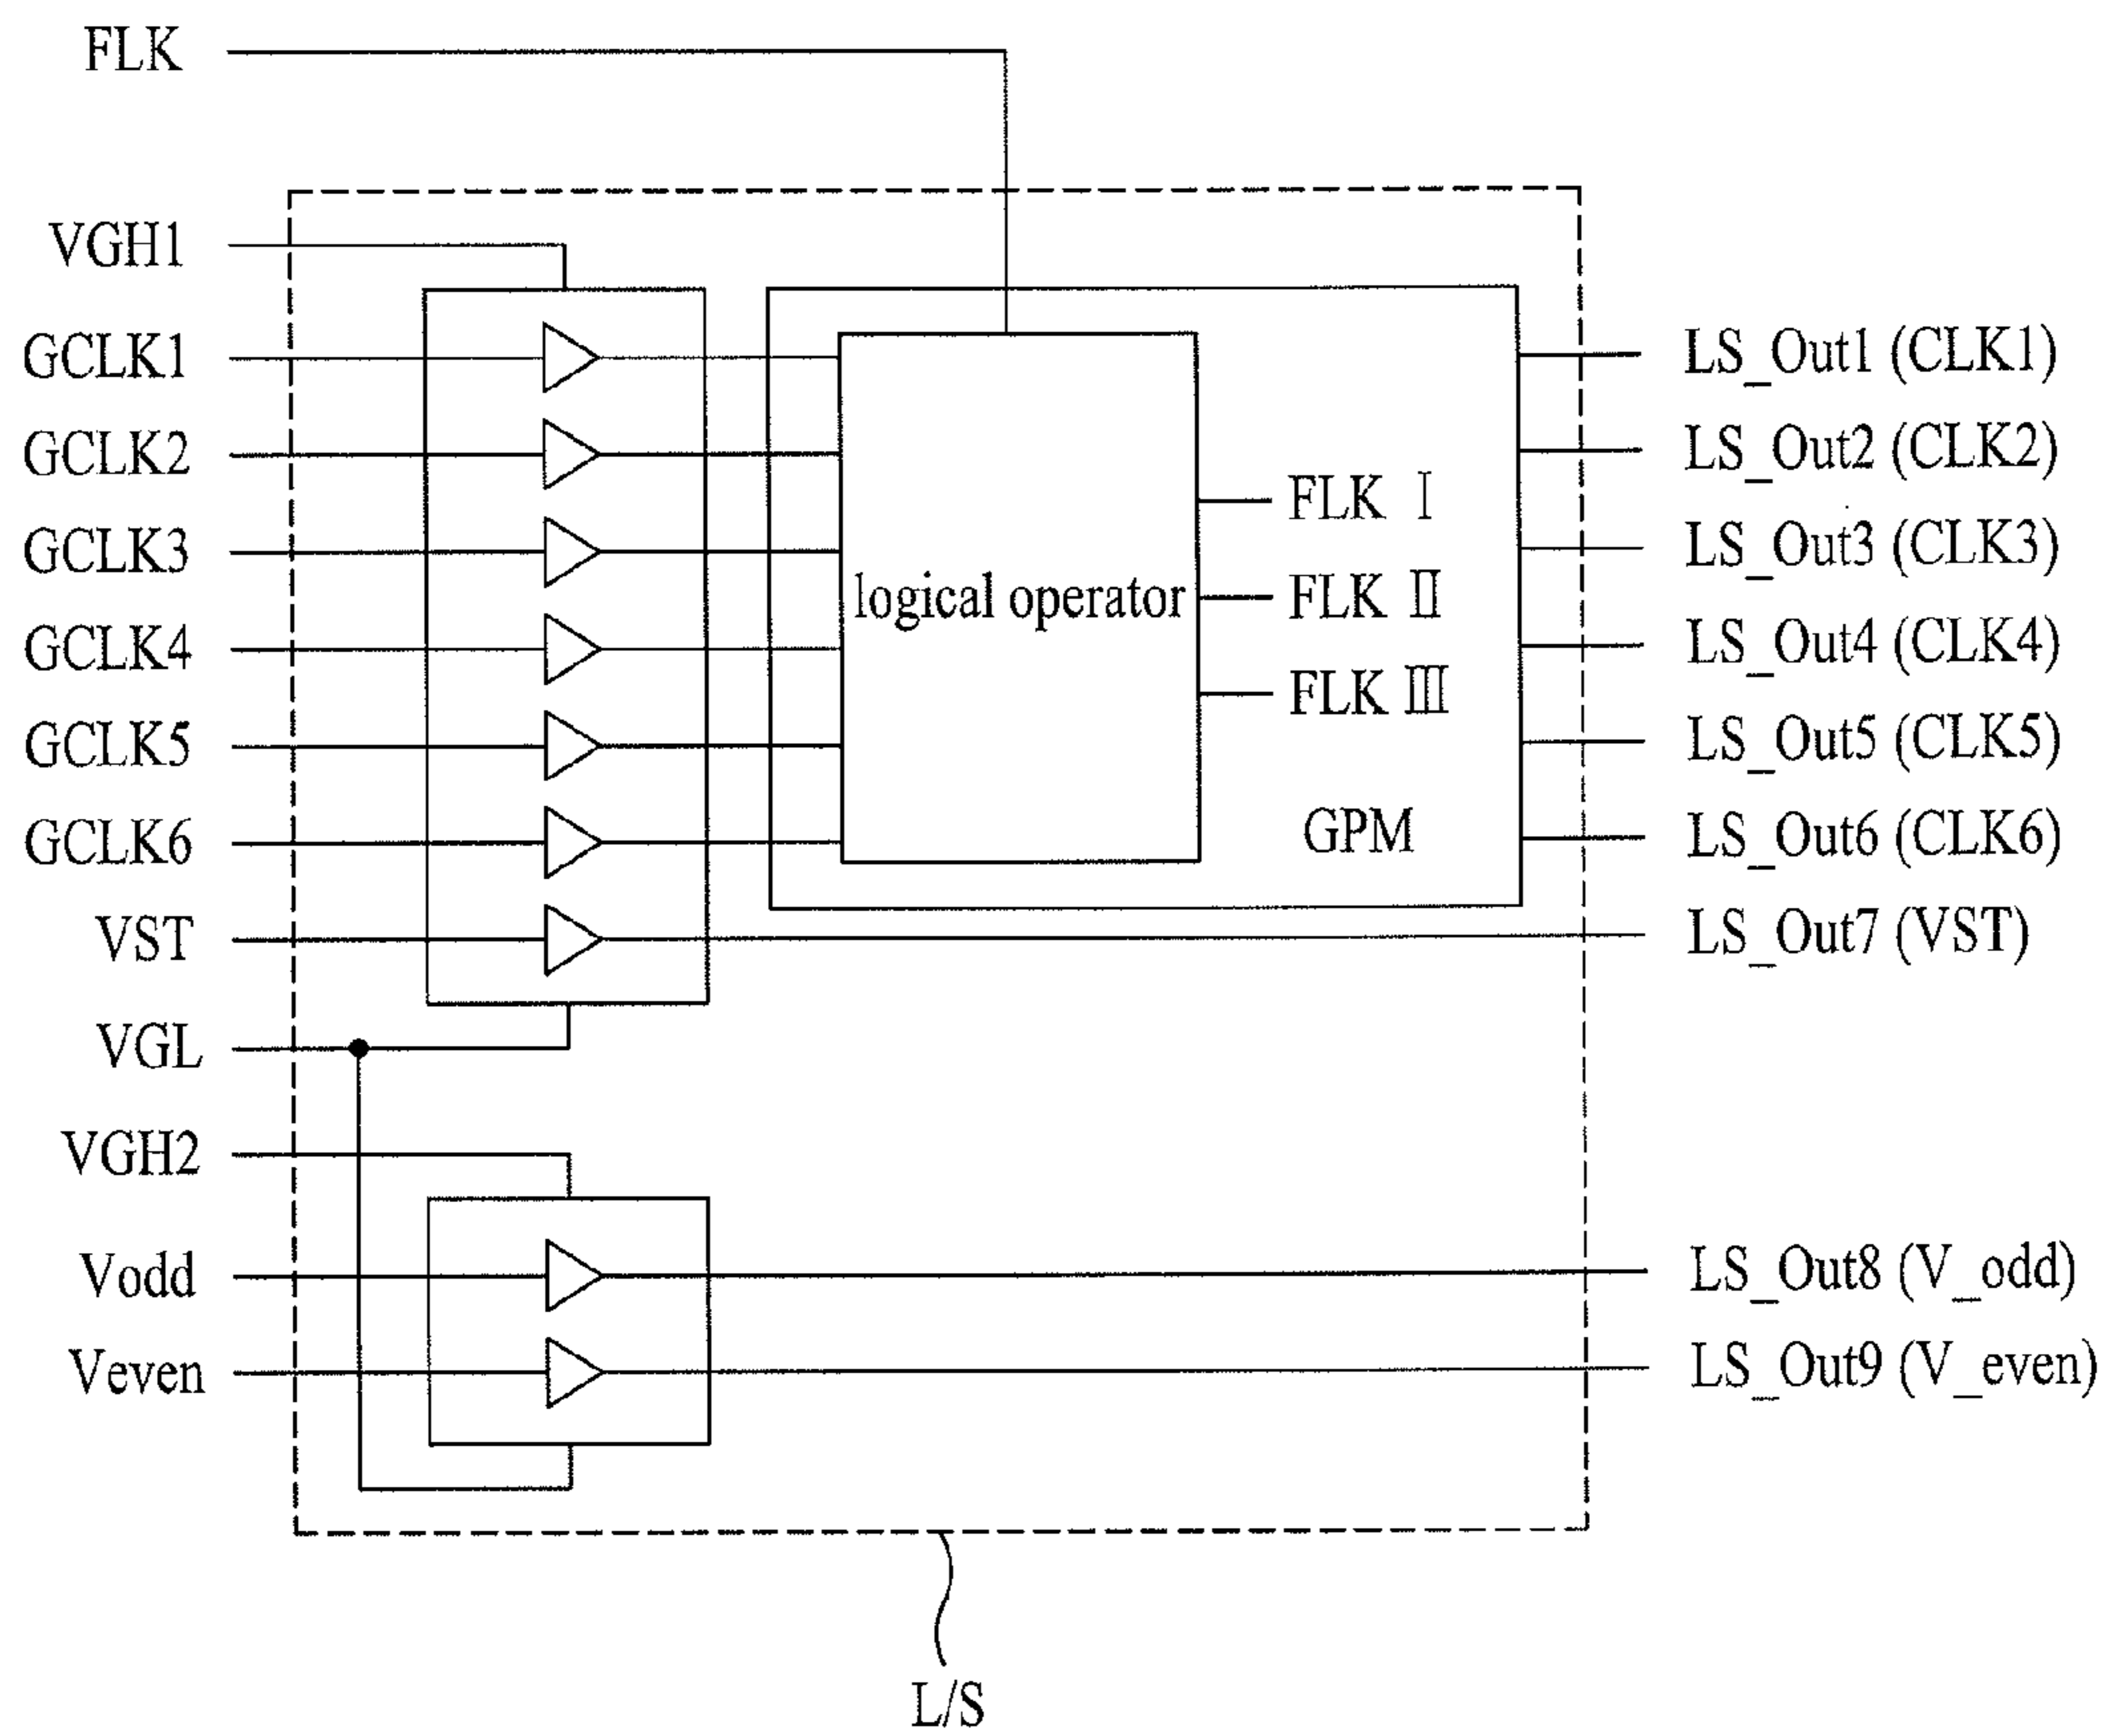 FLK
VGH1
GCLK1
GCLK2
GCLK3
GCLK4
GCLK5
GCLK6
VST
VGL
VGH2
Vodd
Veven
logical operator
FLK Ⅰ
FLK Ⅱ
FLK Ⅲ
GPM
LS_Out1 (CLK1)
LS_Out2 (CLK2)
LS_Out3 (CLK3)
LS_Out4 (CLK4)
LS_Out5 (CLK5)
LS_Out6 (CLK6)
LS_Out7 (VST)
LS_Out8 (V_odd)
LS_Out9 (V_even)
L/S